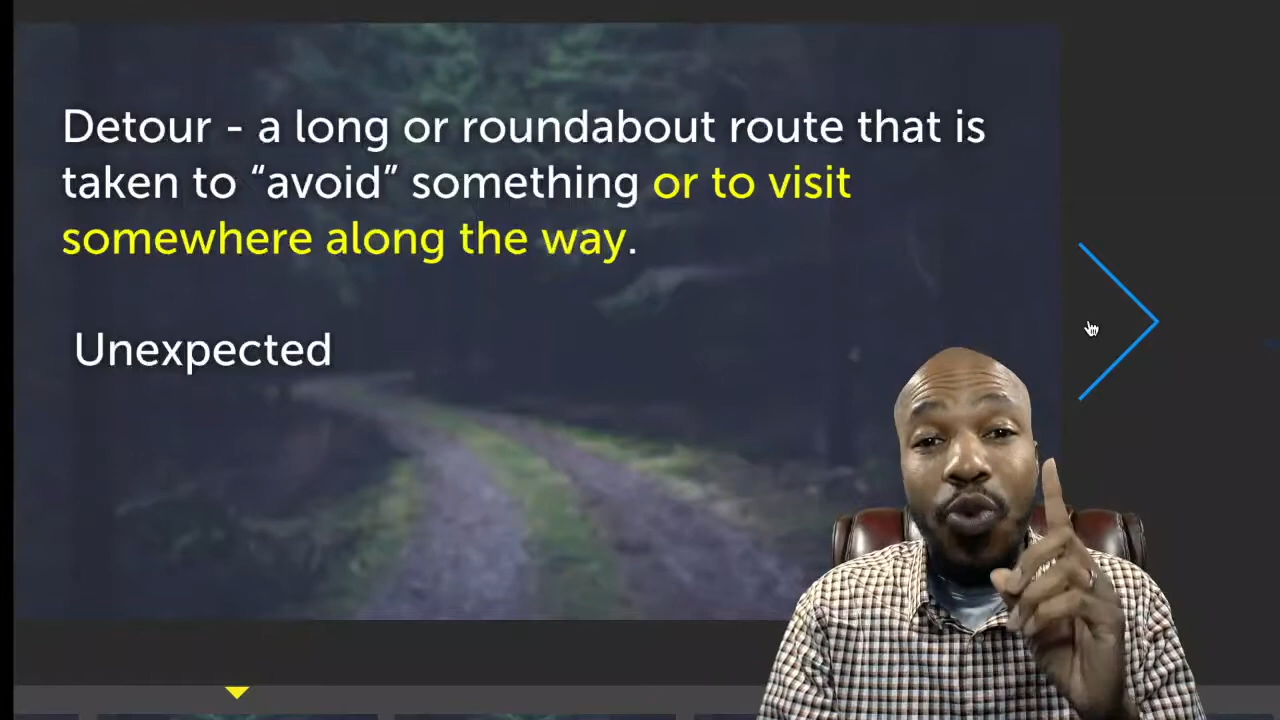 Detour - a long or roundabout route that is
taken to “avoid” something or to visit
somewhere along the way.
Unexpected